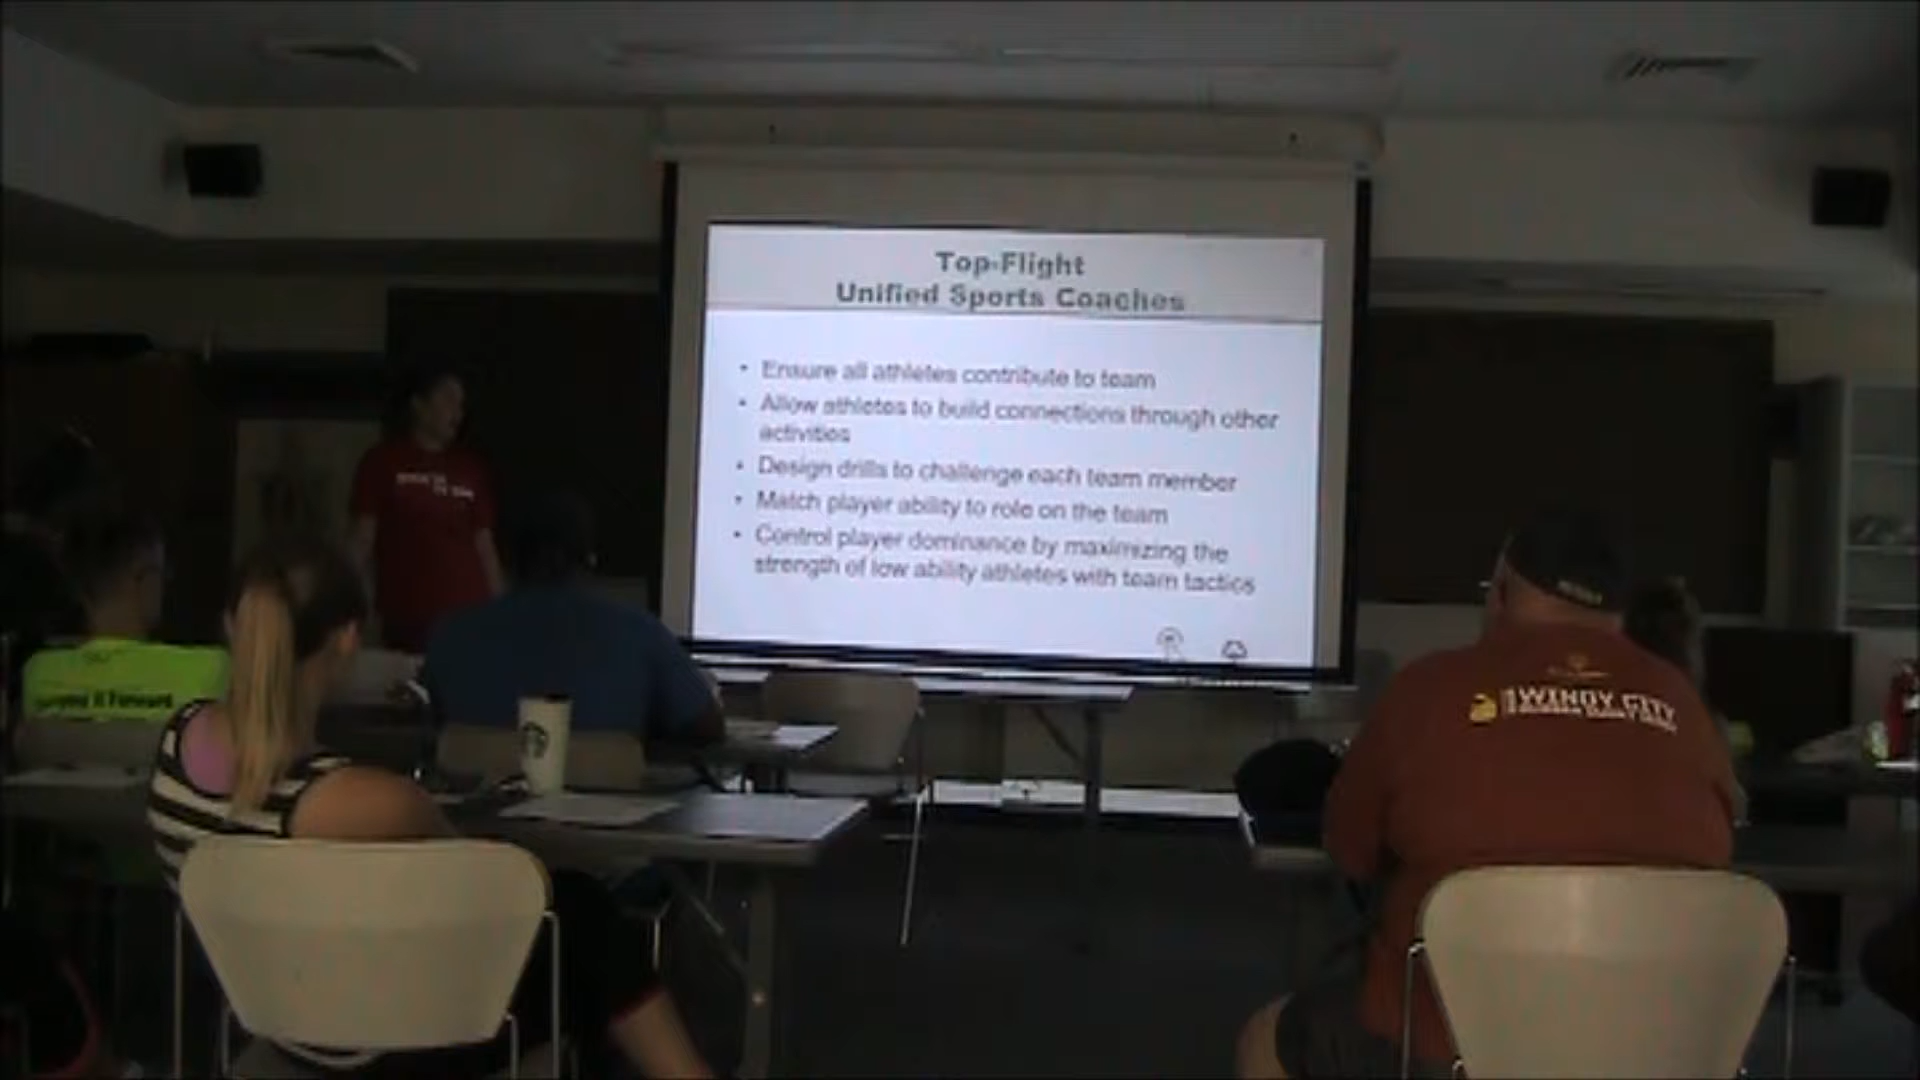 Top-Flight
Unified Sports Coaches
• Ensure all athletes contribute to team
• Allow athletes to build connections through other
activities
• Design drills to challenge each team member
• Match player ability to role on the team
• Control player dominance by maximizing the
strength of low ability athletes with team tactics
it Forward
WINDY CITY